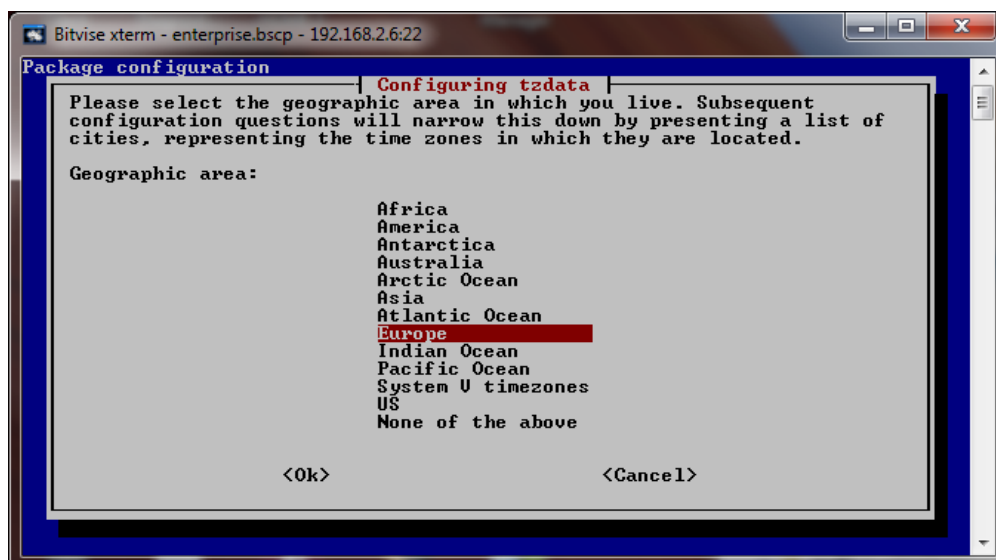 Bitvise xterm - enterprise.bscp - 192.168.2.6:22
Package configuration
Configuring tzdata
Please select the geographic area in which you live. Subsequent
configuration questions will narrow this down by presenting a list of
cities, representing the time zones in which they are located.
Geographic area:
Africa
America
Antarctica
Australia
Arctic Ocean
Asia
Atlantic Ocean
Europe
Indian Ocean
Pacific Ocean
System V timezones
US
None of the above
<Ok> <Cancel>